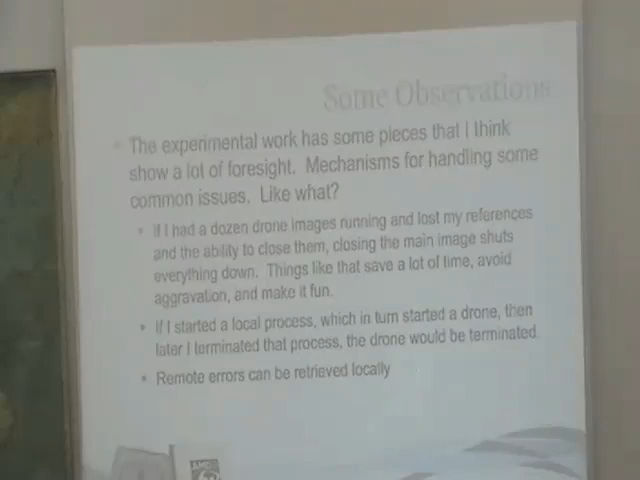 Some Observations
The experimental work has some pieces that I think
show a lot of foresight. Mechanisms for handling some
common issues. Like what?
If I had a dozen drone images running and lost my references
and the ability to close them, closing the main image shuts
everything down. Things like that save a lot of time, avoid
aggravation, and make it fun.
If I started a local process, which in turn started a drone, then
later I terminated that process, the drone would be terminated.
Remote errors can be retrieved locally
AMD
64